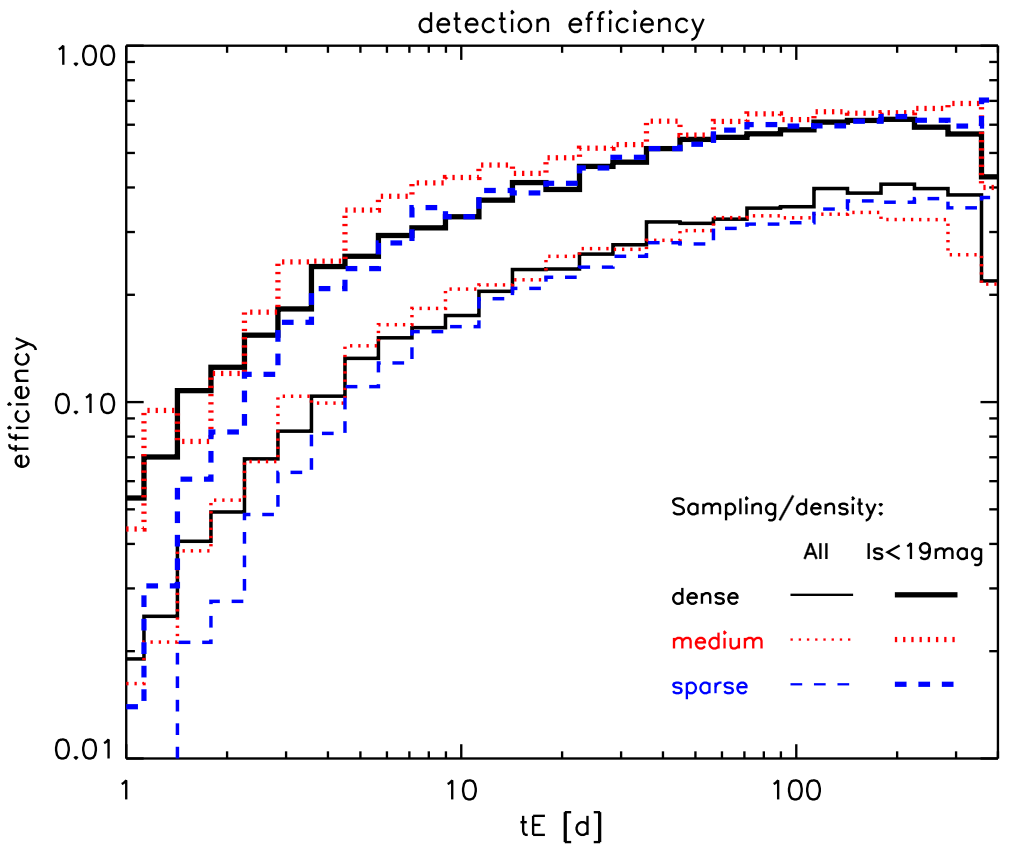 detection efficiency
1.00
0.10
0.01
efficiency
1 10 100
tE [d]
Sampling/density:
All Is<19mag
dense
medium
sparse